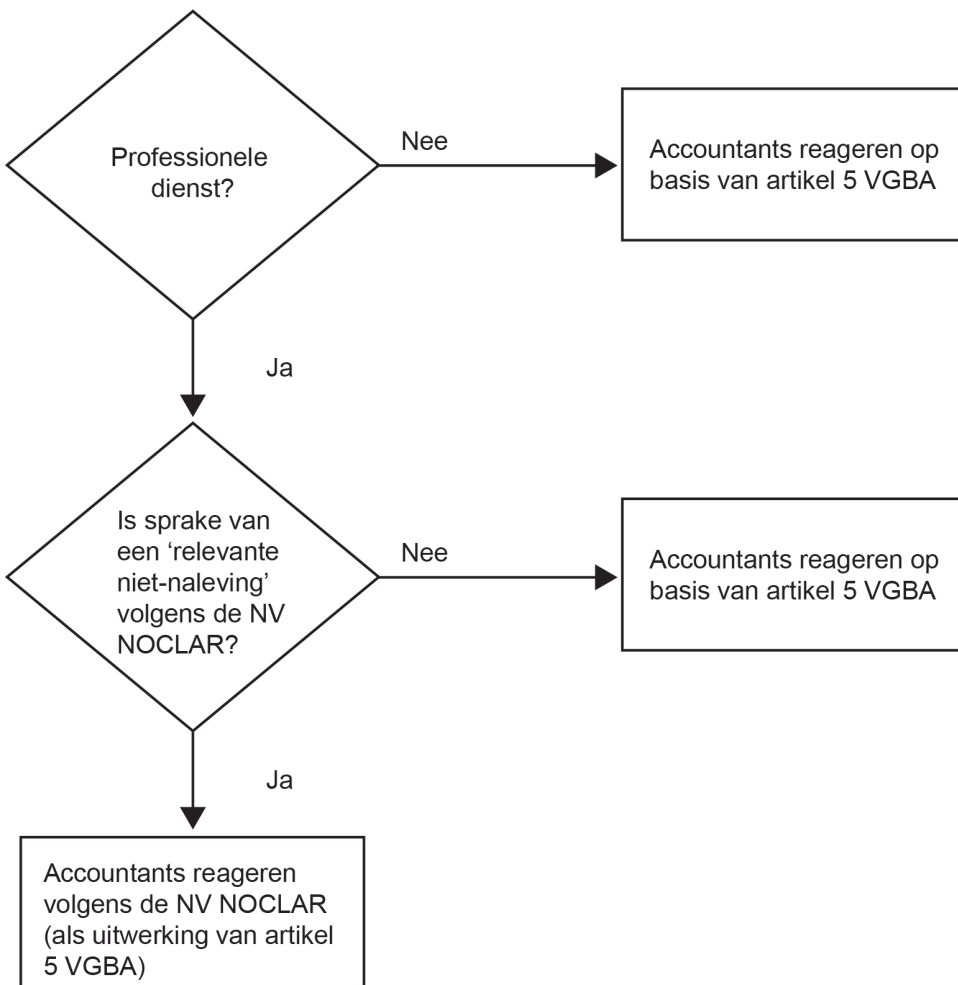 Professionele
dienst?
Nee
Accountants reageren op
basis van artikel 5 VGBA
Ja
Is sprake van
een ‘relevante
niet-naleving’
volgens de NV
NOCLAR?
Nee
Accountants reageren op
basis van artikel 5 VGBA
Ja
Accountants reageren
volgens de NV NOCLAR
(als uitwerking van artikel
5 VGBA)